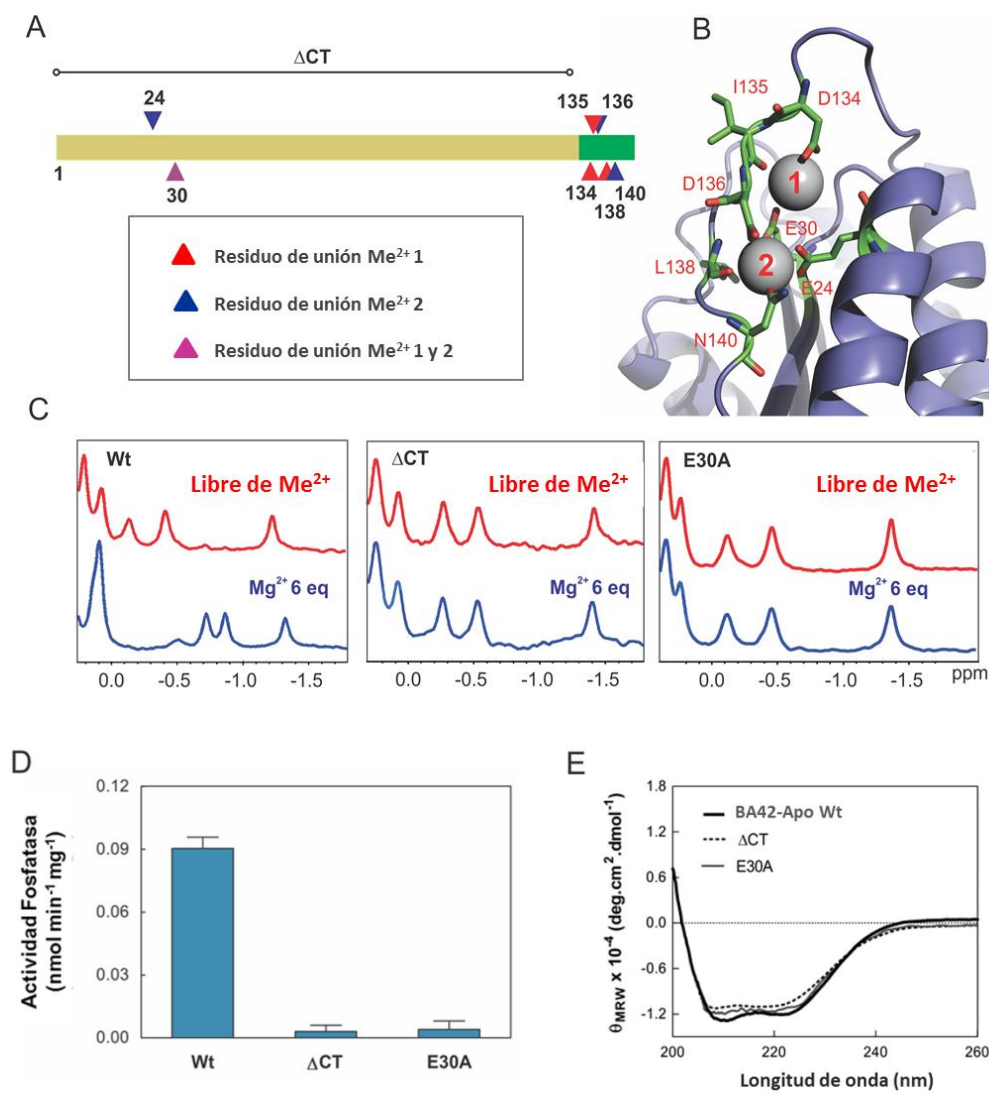 A
ΔCT
24
135
136
1
30
134
138
140
Residuo de unión Me²⁺ 1
Residuo de unión Me²⁺ 2
Residuo de unión Me²⁺ 1 y 2
B
I135
D134
1
D136
E30
2
L138
E24
N140
C
Wt
Libre de Me²⁺
Mg²⁺ 6 eq
0.0 -0.5 -1.0 -1.5
ΔCT
Libre de Me²⁺
Mg²⁺ 6 eq
0.0 -0.5 -1.0 -1.5
E30A
Libre de Me²⁺
Mg²⁺ 6 eq
0.0 -0.5 -1.0 -1.5 ppm
D
Actividad Fosfatasa
(nmol min⁻¹ mg⁻¹)
0.12
0.09
0.06
0.03
0.00
Wt ΔCT E30A
E
θMRW x 10⁻⁴ (deg.cm².dmol⁻¹)
1.8
1.2
0.6
0.0
-0.6
-1.2
BA42-Apo Wt
ΔCT
E30A
200 220 240 260
Longitud de onda (nm)